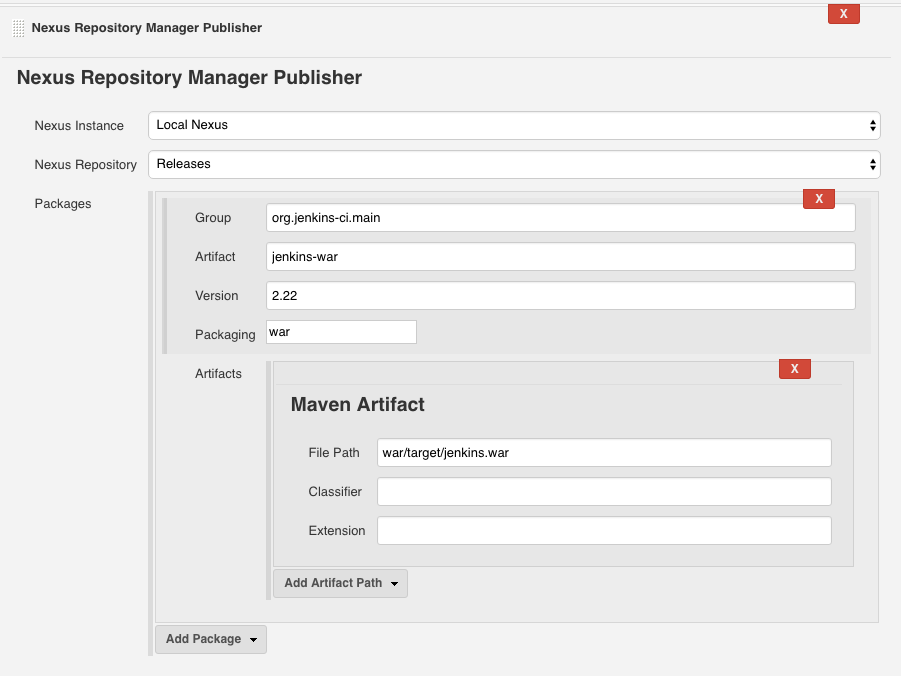 X
Nexus Repository Manager Publisher
Nexus Repository Manager Publisher
Nexus Instance Local Nexus
Nexus Repository Releases
Packages
X
Group org.jenkins-ci.main
Artifact jenkins-war
Version 2.22
Packaging war
Artifacts
X
Maven Artifact
File Path war/target/jenkins.war
Classifier
Extension
Add Artifact Path
Add Package